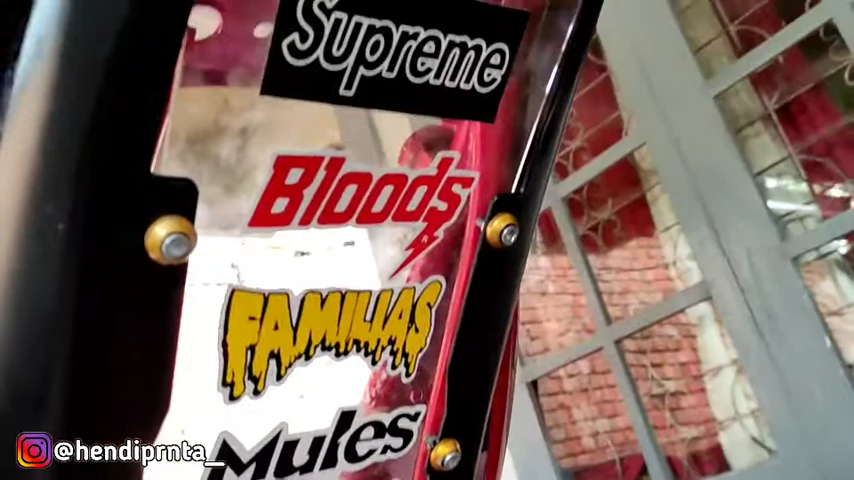 Supreme
Bloods
FAMILIAS
Mules
@hendiprnta_